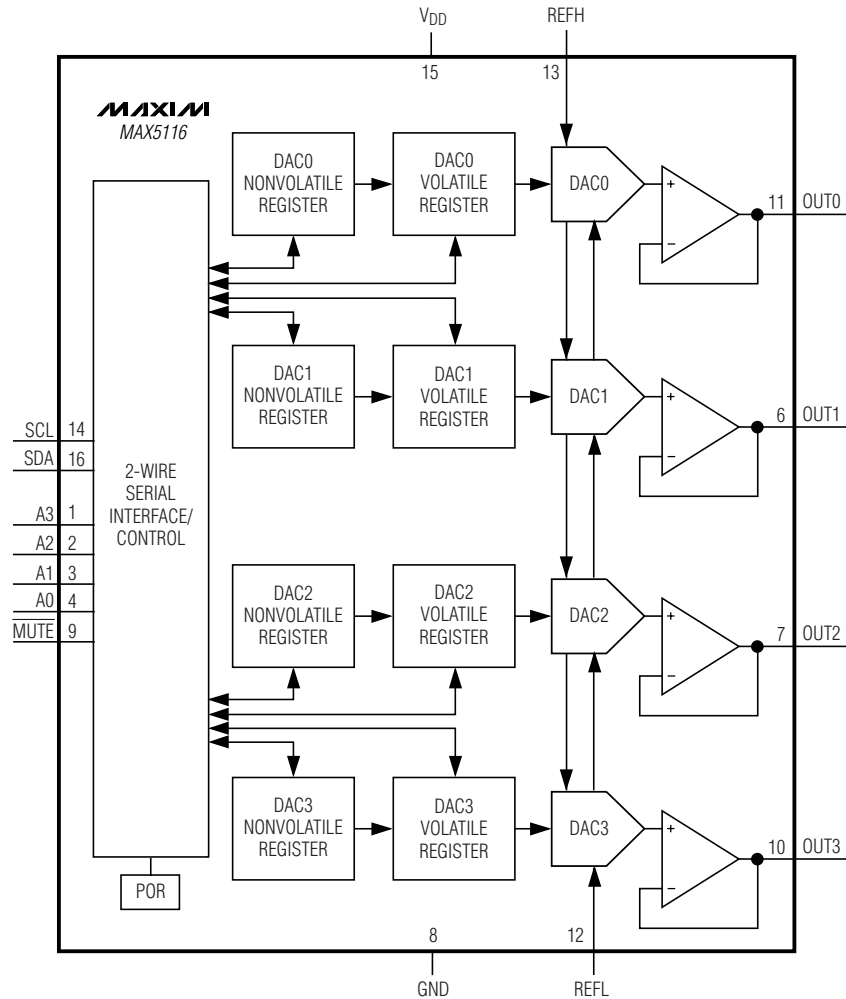 VDD
REFH
15
13
MAXIM
MAX5116
DAC0
NONVOLATILE
REGISTER
DAC0
VOLATILE
REGISTER
DAC0
+
−
11
OUT0
DAC1
NONVOLATILE
REGISTER
DAC1
VOLATILE
REGISTER
DAC1
+
−
6
OUT1
SCL
14
SDA
16
A3
1
A2
2
A1
3
A0
4
MUTE
9
2-WIRE
SERIAL
INTERFACE/
CONTROL
DAC2
NONVOLATILE
REGISTER
DAC2
VOLATILE
REGISTER
DAC2
+
−
7
OUT2
DAC3
NONVOLATILE
REGISTER
DAC3
VOLATILE
REGISTER
DAC3
+
−
10
OUT3
POR
8
12
GND
REFL